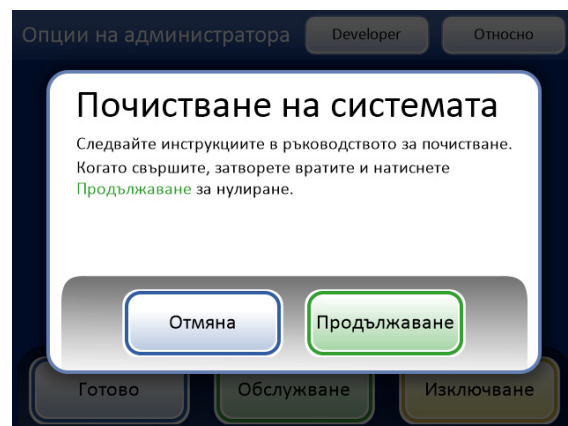 Опции на администратора Developer Относно
Почистване на системата
Следвайте инструкциите в ръководството за почистване.
Когато свършите, затворете вратите и натиснете
Продължаване за нулиране.
Отмяна Продължаване
Готово Обслужване Изключване